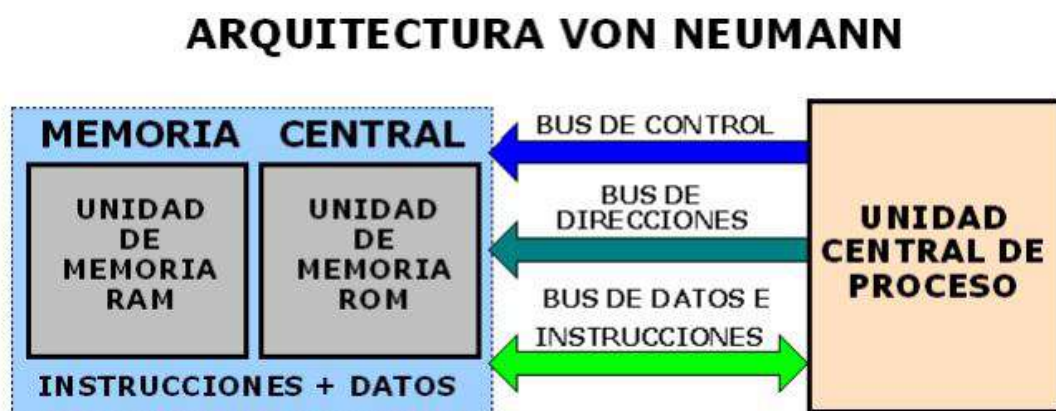 ARQUITECTURA VON NEUMANN
MEMORIA CENTRAL
UNIDAD
DE
MEMORIA
RAM
UNIDAD
DE
MEMORIA
ROM
INSTRUCCIONES + DATOS
BUS DE CONTROL
BUS DE
DIRECCIONES
BUS DE DATOS E
INSTRUCCIONES
UNIDAD
CENTRAL DE
PROCESO